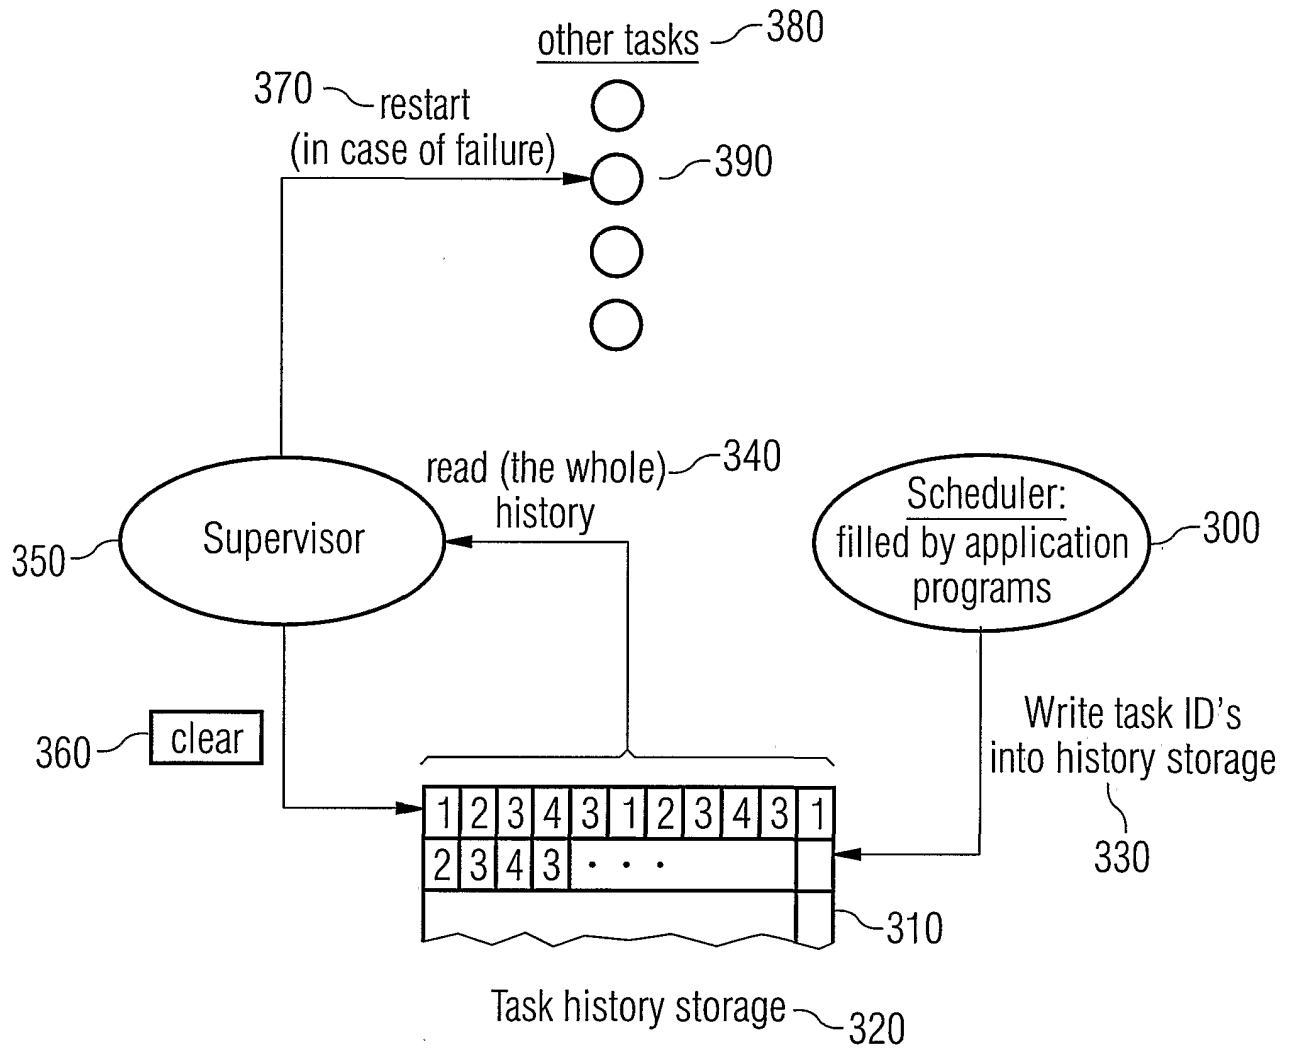 other tasks 380
370 restart
(in case of failure)
390
read (the whole) 340
history
Supervisor
350
Scheduler:
filled by application
programs
300
360 clear
Write task ID's
into history storage
330
1 2 3 4 3 1 2 3 4 3 1
2 3 4 3 . . .
310
Task history storage 320